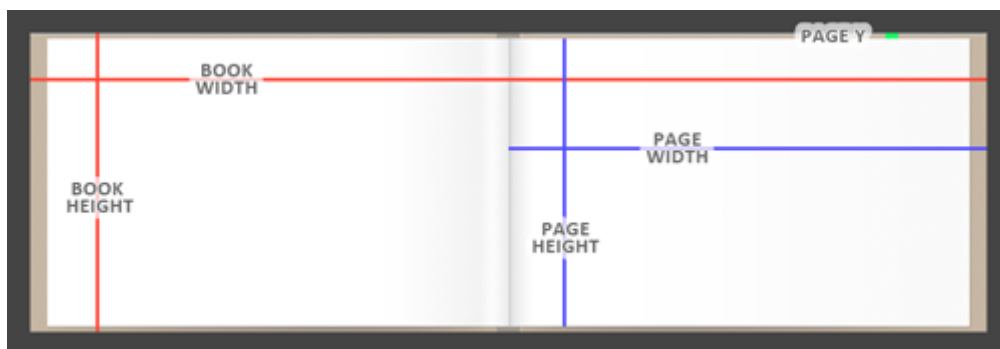 PAGE Y
BOOK
WIDTH
PAGE
WIDTH
BOOK
HEIGHT
PAGE
HEIGHT